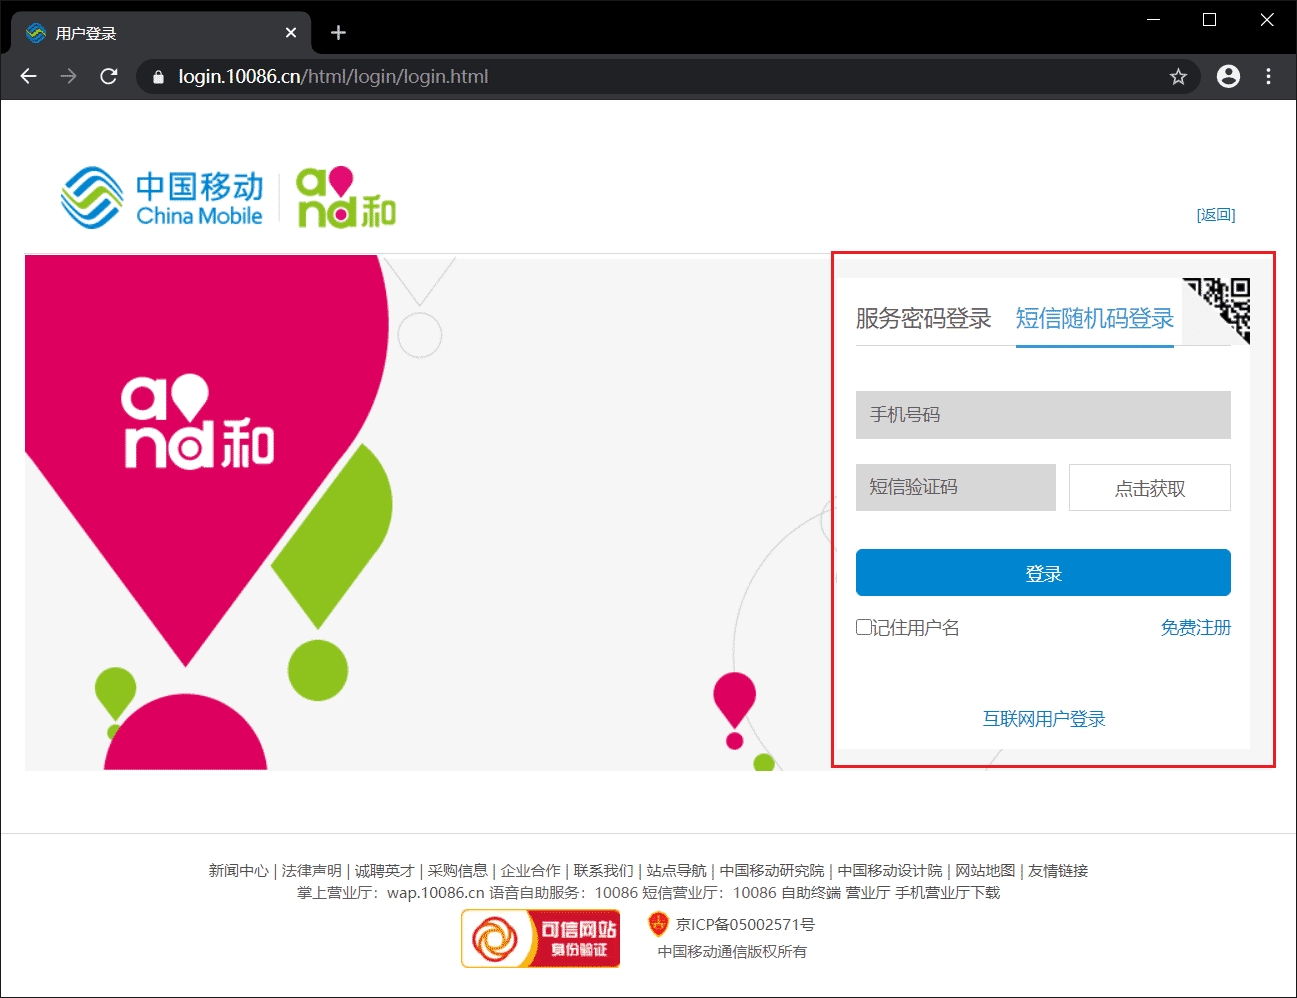 用户登录
login.10086.cn/html/login/login.html
中国移动
China Mobile
and和
[返回]
and和
服务密码登录 短信随机码登录
手机号码
短信验证码 点击获取
登录
记住用户名 免费注册
互联网用户登录
新闻中心 | 法律声明 | 诚聘英才 | 采购信息 | 企业合作 | 联系我们 | 站点导航 | 中国移动研究院 | 中国移动设计院 | 网站地图 | 友情链接
掌上营业厅：wap.10086.cn 语音自助服务：10086 短信营业厅：10086 自助终端 营业厅 手机营业厅下载
可信网站
身份验证
京ICP备05002571号
中国移动通信版权所有